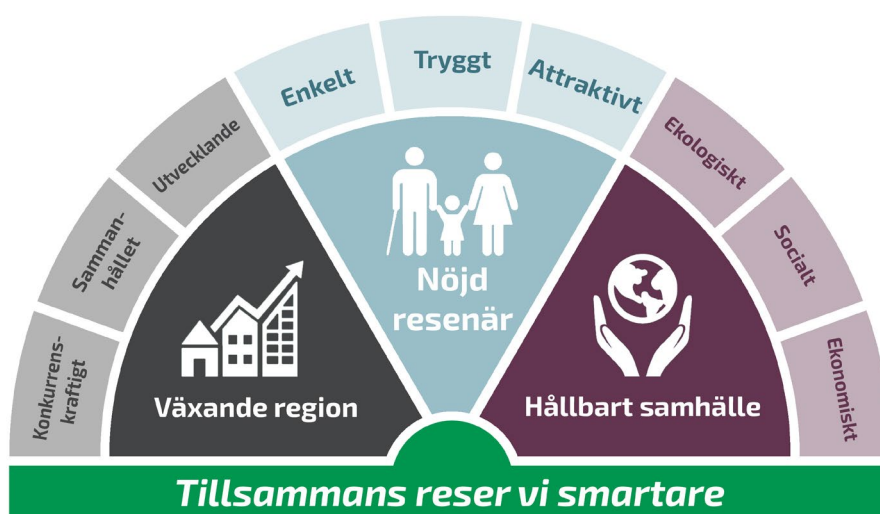 Konkurrens-
kraftigt
Samman-
hållet
Utvecklande
Enkelt
Tryggt
Attraktivt
Ekologiskt
Socialt
Ekonomiskt
Växande region
Nöjd
resenär
Hållbart samhälle
Tillsammans reser vi smartare